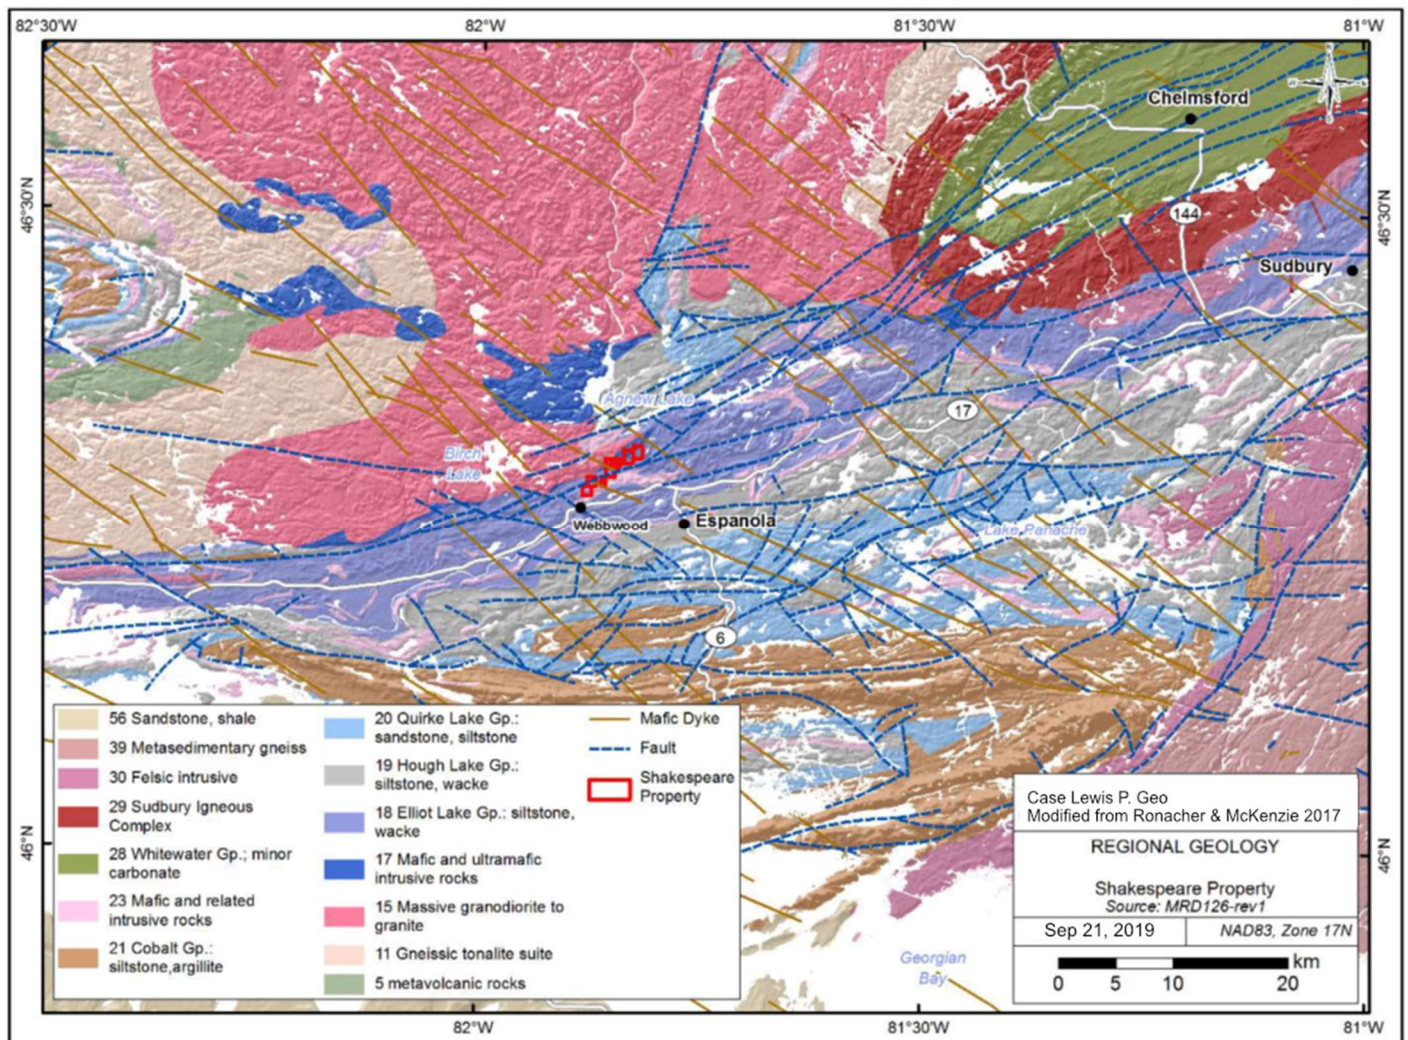 82°30'W
82°W
81°30'W
81°W
46°30'N
46°30'N
Chelmsford
144
Sudbury
Agnew Lake
17
Birch
Lake
Webbwood
Espanola
Lake Panache
6
56 Sandstone, shale
39 Metasedimentary gneiss
30 Felsic intrusive
29 Sudbury Igneous
Complex
28 Whitewater Gp.; minor
carbonate
23 Mafic and related
intrusive rocks
21 Cobalt Gp.:
siltstone,argillite
20 Quirke Lake Gp.:
sandstone, siltstone
19 Hough Lake Gp.:
siltstone, wacke
18 Elliot Lake Gp.: siltstone,
wacke
17 Mafic and ultramafic
intrusive rocks
15 Massive granodiorite to
granite
11 Gneissic tonalite suite
5 metavolcanic rocks
Mafic Dyke
Fault
Shakespeare
Property
46°N
46°N
Georgian
Bay
Case Lewis P. Geo
Modified from Ronacher & McKenzie 2017
REGIONAL GEOLOGY
Shakespeare Property
Source: MRD126-rev1
Sep 21, 2019
NAD83, Zone 17N
km
0 5 10 20
82°W
81°30'W
81°W